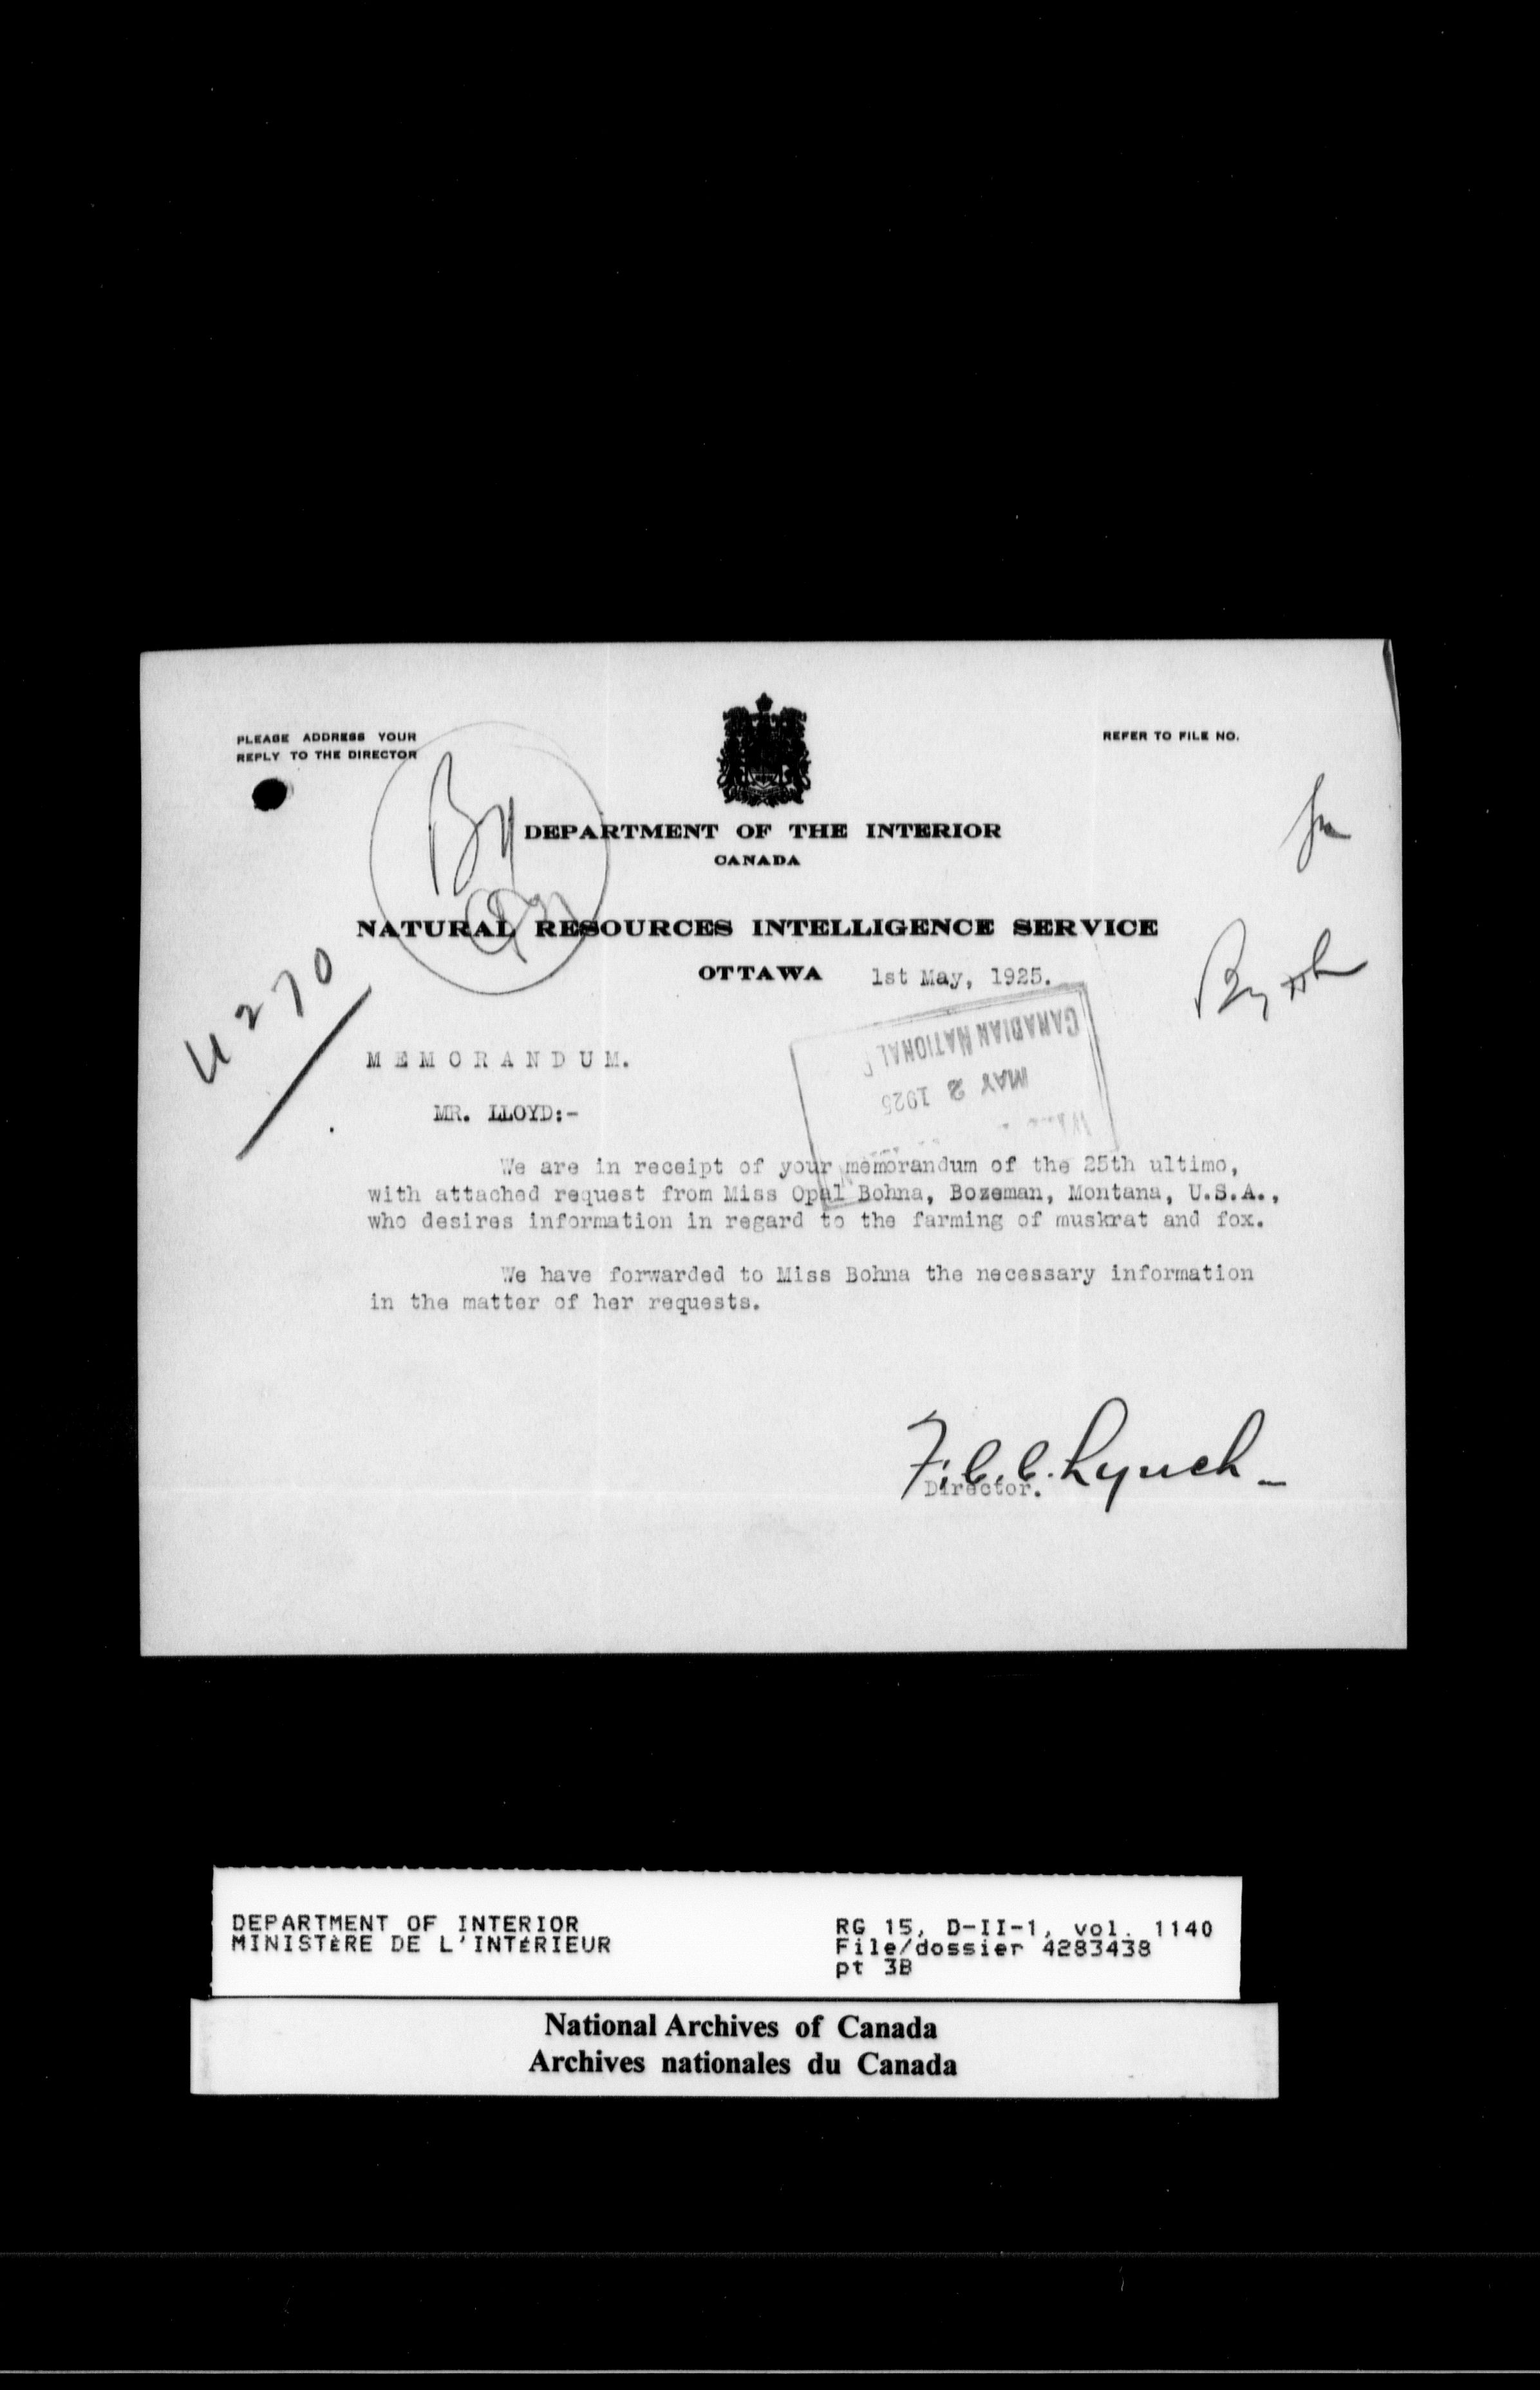 PLEASE ADDRESS YOUR
REPLY TO THE DIRECTOR
REFER TO FILE NO.
DEPARTMENT OF THE INTERIOR
CANADA
NATURAL RESOURCES INTELLIGENCE SERVICE
OTTAWA 1st May, 1925.
4270
CANADIAN NATIONAL
MAY 2 1925
MEMORANDUM.
MR. LLOYD:-
We are in receipt of your memorandum of the 25th ultimo,
with attached request from Miss Opal Bohna, Bozeman, Montana, U.S.A.,
who desires information in regard to the farming of muskrat and fox.
We have forwarded to Miss Bohna the necessary information
in the matter of her requests.
F.C.C. Lynch
Director.
DEPARTMENT OF INTERIOR
MINISTÈRE DE L'INTÉRIEUR
RG 15, D-II-1, vol. 1140
File/dossier 4283438
pt 3B
National Archives of Canada
Archives nationales du Canada